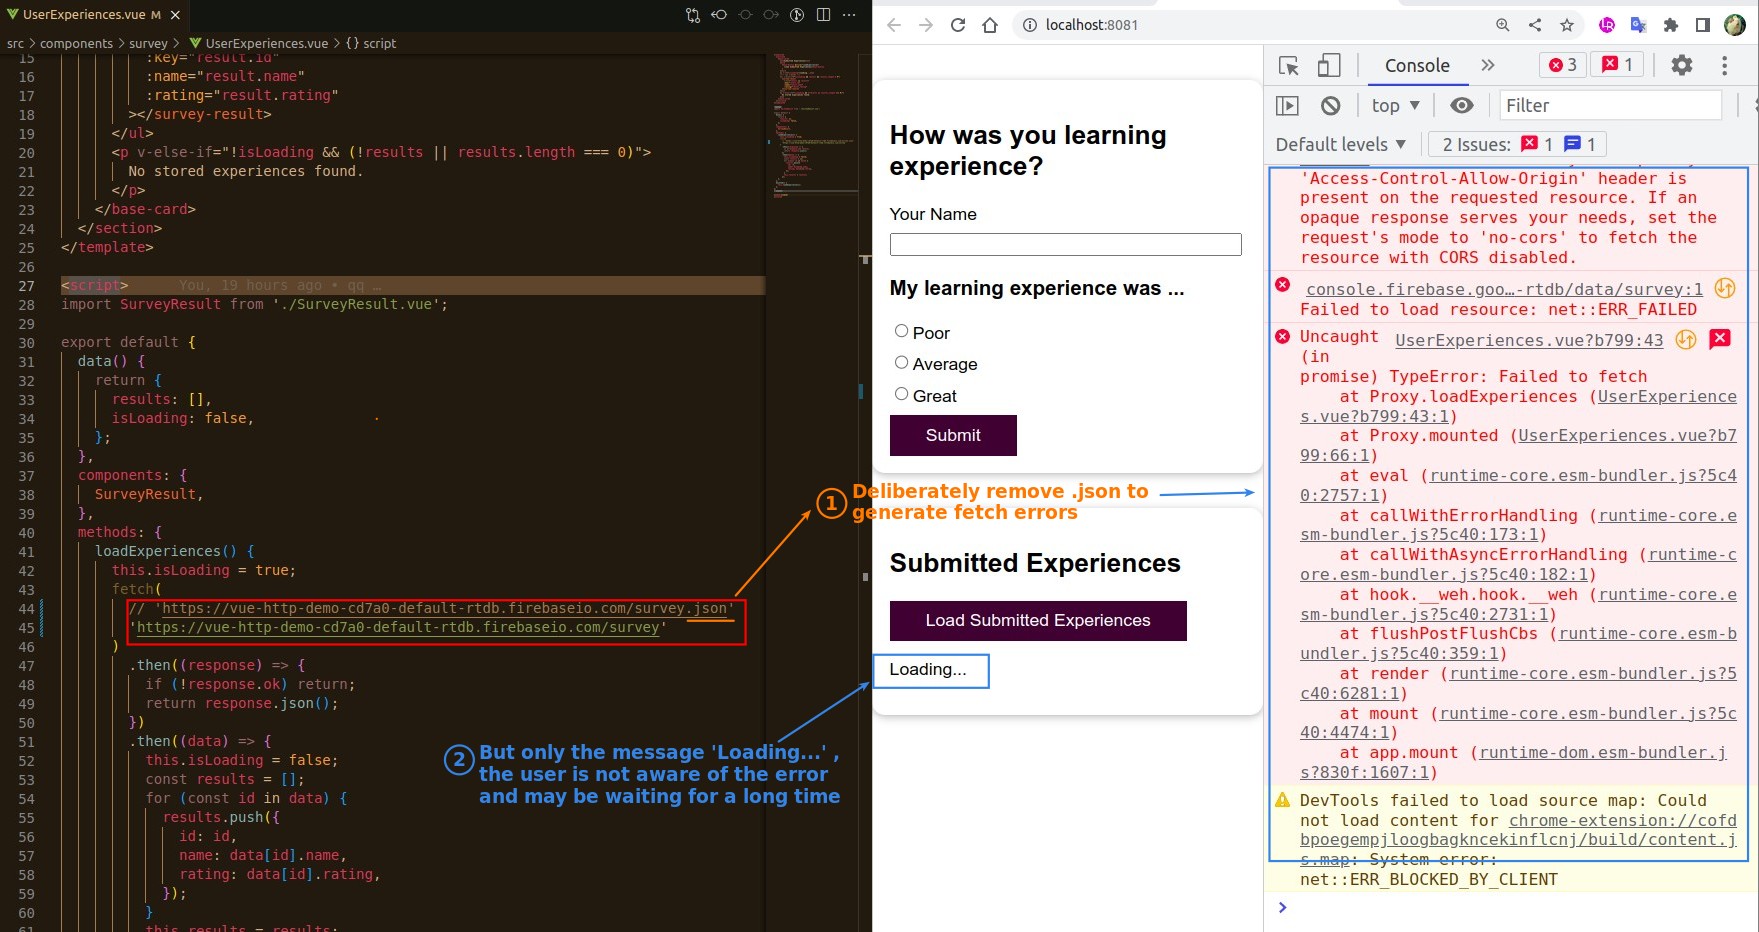 UserExperiences.vue M ×
src > components > survey > UserExperiences.vue > {} script
15 :key="result.id"
16 :name="result.name"
17 :rating="result.rating"
18 ></survey-result>
19 </ul>
20 <p v-else-if="!isLoading && (!results || results.length === 0)">
21 No stored experiences found.
22 </p>
23 </base-card>
24 </section>
25 </template>
26
27 <script> You, 19 hours ago • qq …
28 import SurveyResult from './SurveyResult.vue';
29
30 export default {
31 data() {
32 return {
33 results: [],
34 isLoading: false,
35 };
36 },
37 components: {
38 SurveyResult,
39 },
40 methods: {
41 loadExperiences() {
42 this.isLoading = true;
43 fetch(
44 // 'https://vue-http-demo-cd7a0-default-rtdb.firebaseio.com/survey.json'
45 'https://vue-http-demo-cd7a0-default-rtdb.firebaseio.com/survey'
46 )
47 .then((response) => {
48 if (!response.ok) return;
49 return response.json();
50 })
51 .then((data) => {
52 this.isLoading = false;
53 const results = [];
54 for (const id in data) {
55 results.push({
56 id: id,
57 name: data[id].name,
58 rating: data[id].rating,
59 });
60 }
61 this.results = results;
1 Deliberately remove .json to
generate fetch errors
2 But only the message 'Loading...' ,
the user is not aware of the error
and may be waiting for a long time
localhost:8081
How was you learning
experience?
Your Name
My learning experience was ...
Poor
Average
Great
Submit
Submitted Experiences
Load Submitted Experiences
Loading...
Console » 3 1
top ▼ Filter
Default levels ▼ 2 Issues: 1 1
'Access-Control-Allow-Origin' header is
present on the requested resource. If an
opaque response serves your needs, set the
request's mode to 'no-cors' to fetch the
resource with CORS disabled.
console.firebase.goo…-rtdb/data/survey:1
Failed to load resource: net::ERR_FAILED
Uncaught UserExperiences.vue?b799:43
(in
promise) TypeError: Failed to fetch
at Proxy.loadExperiences (UserExperience
s.vue?b799:43:1)
at Proxy.mounted (UserExperiences.vue?b7
99:66:1)
at eval (runtime-core.esm-bundler.js?5c4
0:2757:1)
at callWithErrorHandling (runtime-core.e
sm-bundler.js?5c40:173:1)
at callWithAsyncErrorHandling (runtime-c
ore.esm-bundler.js?5c40:182:1)
at hook.__weh.hook.__weh (runtime-core.e
sm-bundler.js?5c40:2731:1)
at flushPostFlushCbs (runtime-core.esm-b
undler.js?5c40:359:1)
at render (runtime-core.esm-bundler.js?5
c40:6281:1)
at mount (runtime-core.esm-bundler.js?5c
40:4474:1)
at app.mount (runtime-dom.esm-bundler.j
s?830f:1607:1)
DevTools failed to load source map: Could
not load content for chrome-extension://cofd
bpoegempjloogbagkncekinflcnj/build/content.j
s.map: System error:
net::ERR_BLOCKED_BY_CLIENT